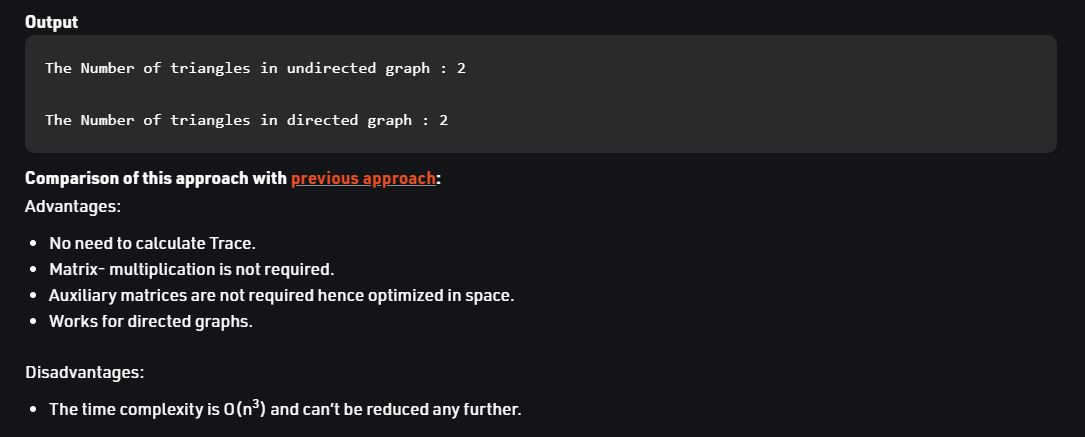 Output
The Number of triangles in undirected graph : 2
The Number of triangles in directed graph : 2
Comparison of this approach with previous approach:
Advantages:
• No need to calculate Trace.
• Matrix- multiplication is not required.
• Auxiliary matrices are not required hence optimized in space.
• Works for directed graphs.
Disadvantages:
• The time complexity is O(n³) and can’t be reduced any further.